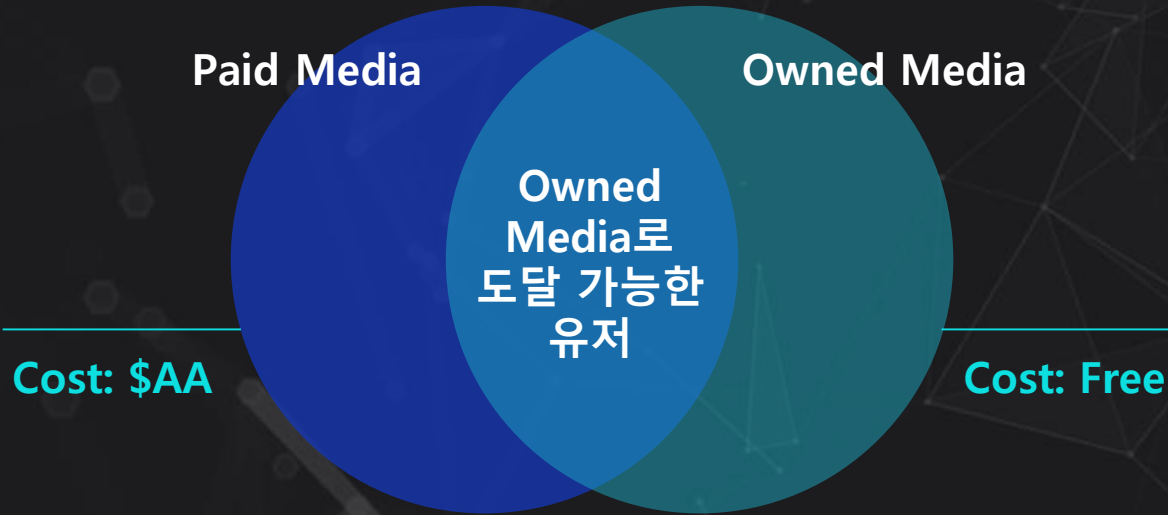 Paid Media
Owned Media
Owned
Media로
도달 가능한
유저
Cost: $AA
Cost: Free